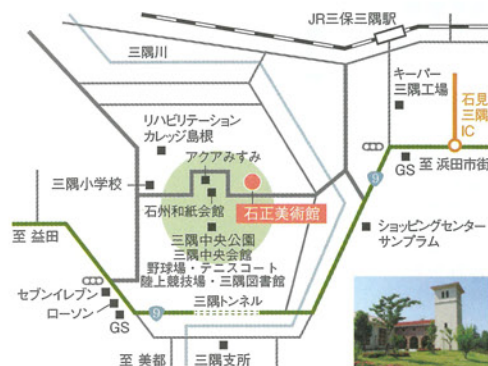 JR三保三隅駅
三隅川
キーパー
三隅工場
石見
三隅
IC
リハビリテーション
カレッジ島根
アクアみすみ
GS
至 浜田市街
三隅小学校
9
石州和紙会館
石正美術館
至 益田
三隅中央公園
三隅中央会館
野球場・テニスコート
陸上競技場・三隅図書館
ショッピングセンター
サンプラム
セブンイレブン
ローソン
GS
9
三隅トンネル
至 美都
三隅支所